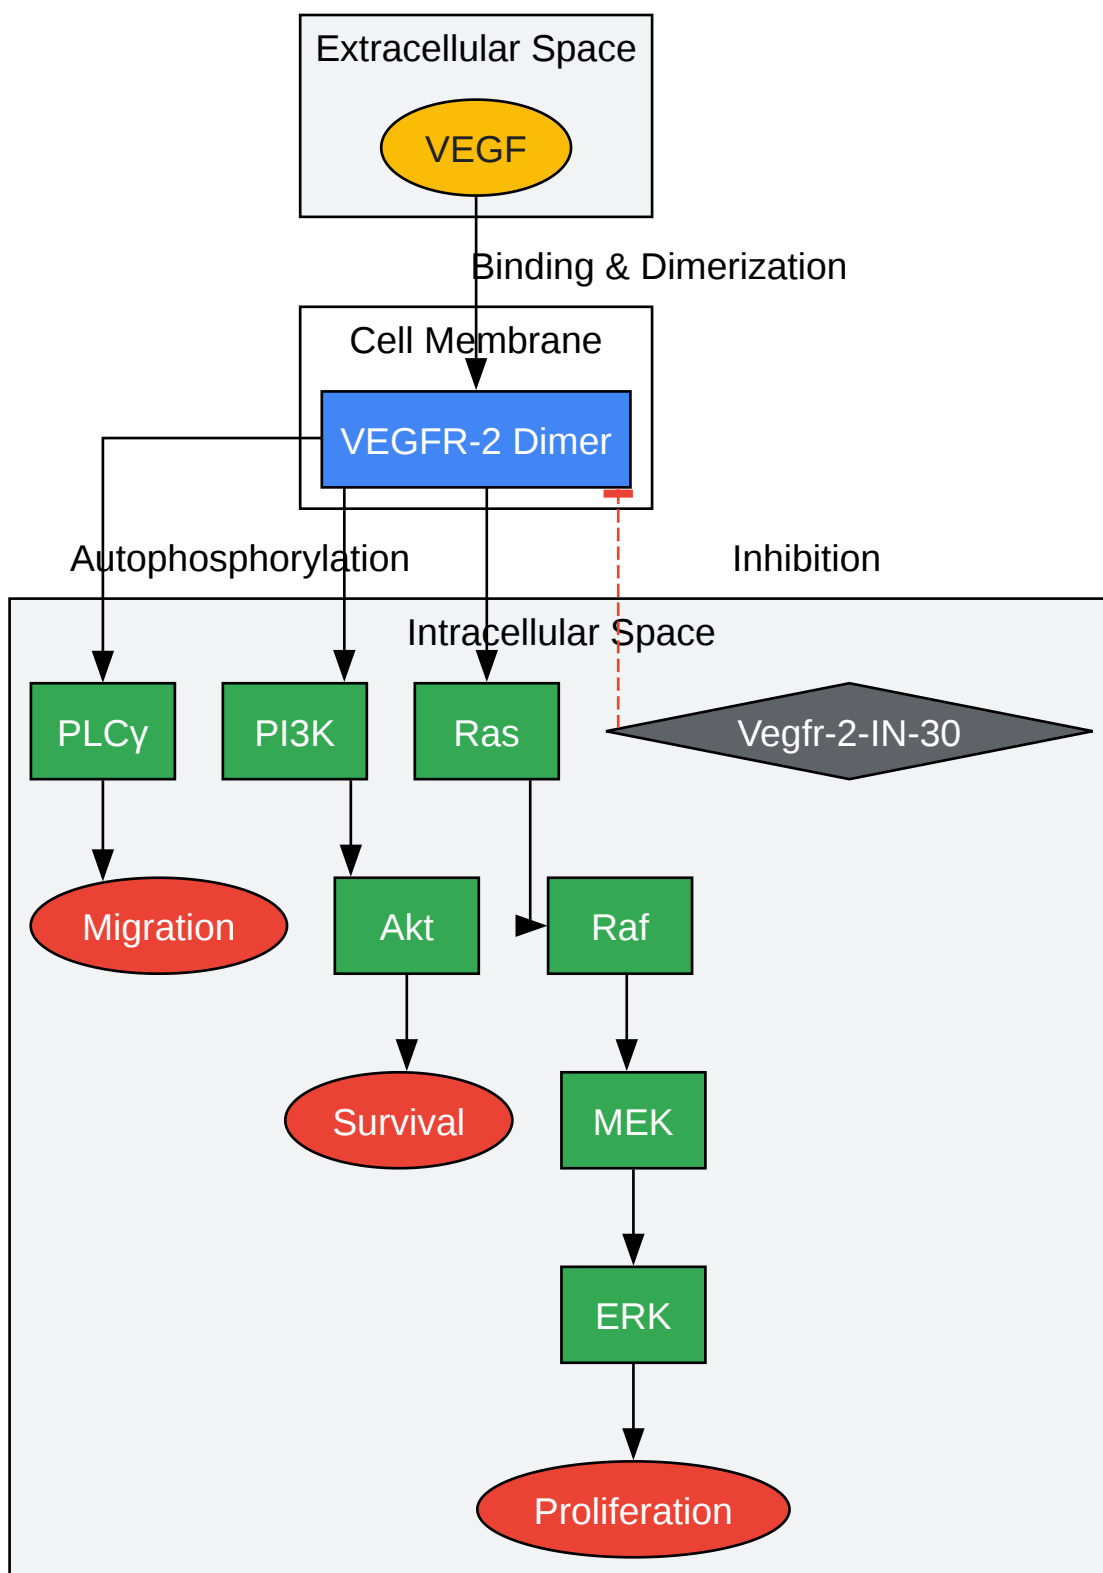 Extracellular Space
VEGF
Binding & Dimerization
Cell Membrane
VEGFR-2 Dimer
Autophosphorylation
Inhibition
Intracellular Space
PLCγ
PI3K
Ras
Vegfr-2-IN-30
Migration
Akt
Raf
Survival
MEK
ERK
Proliferation